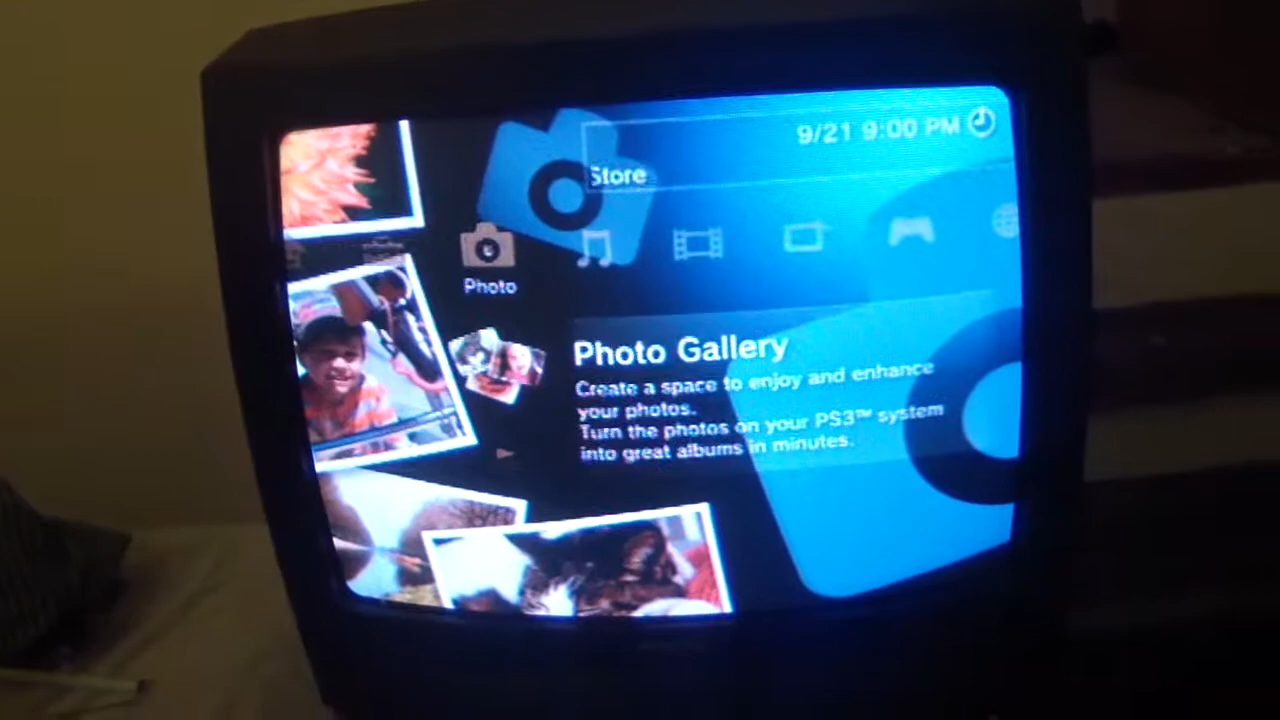 9/21 9:00 PM
Store
Photo
Photo Gallery
Create a space to enjoy and enhance
your photos.
Turn the photos on your PS3™ system
into great albums in minutes.